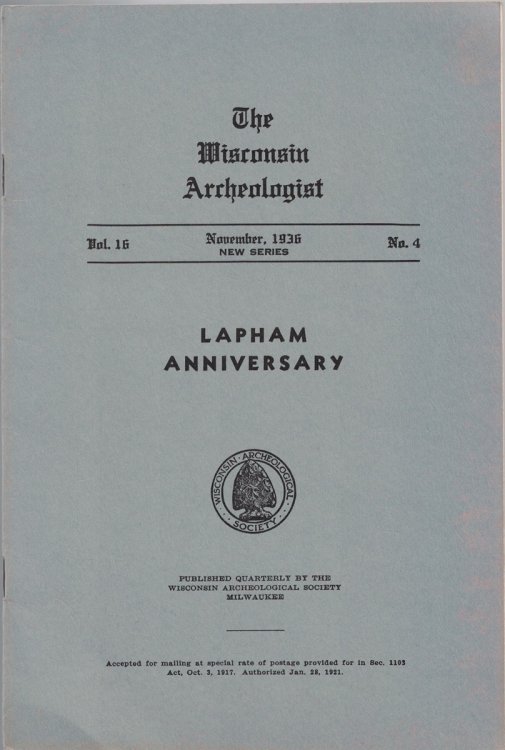 The
Wisconsin
Archeologist
Vol. 16
November, 1936
NEW SERIES
No. 4
LAPHAM
ANNIVERSARY
WISCONSIN · ARCHEOLOGICAL
SOCIETY
PUBLISHED QUARTERLY BY THE
WISCONSIN ARCHEOLOGICAL SOCIETY
MILWAUKEE
Accepted for mailing at special rate of postage provided for in Sec. 1103
Act, Oct. 3, 1917. Authorized Jan. 28, 1921.